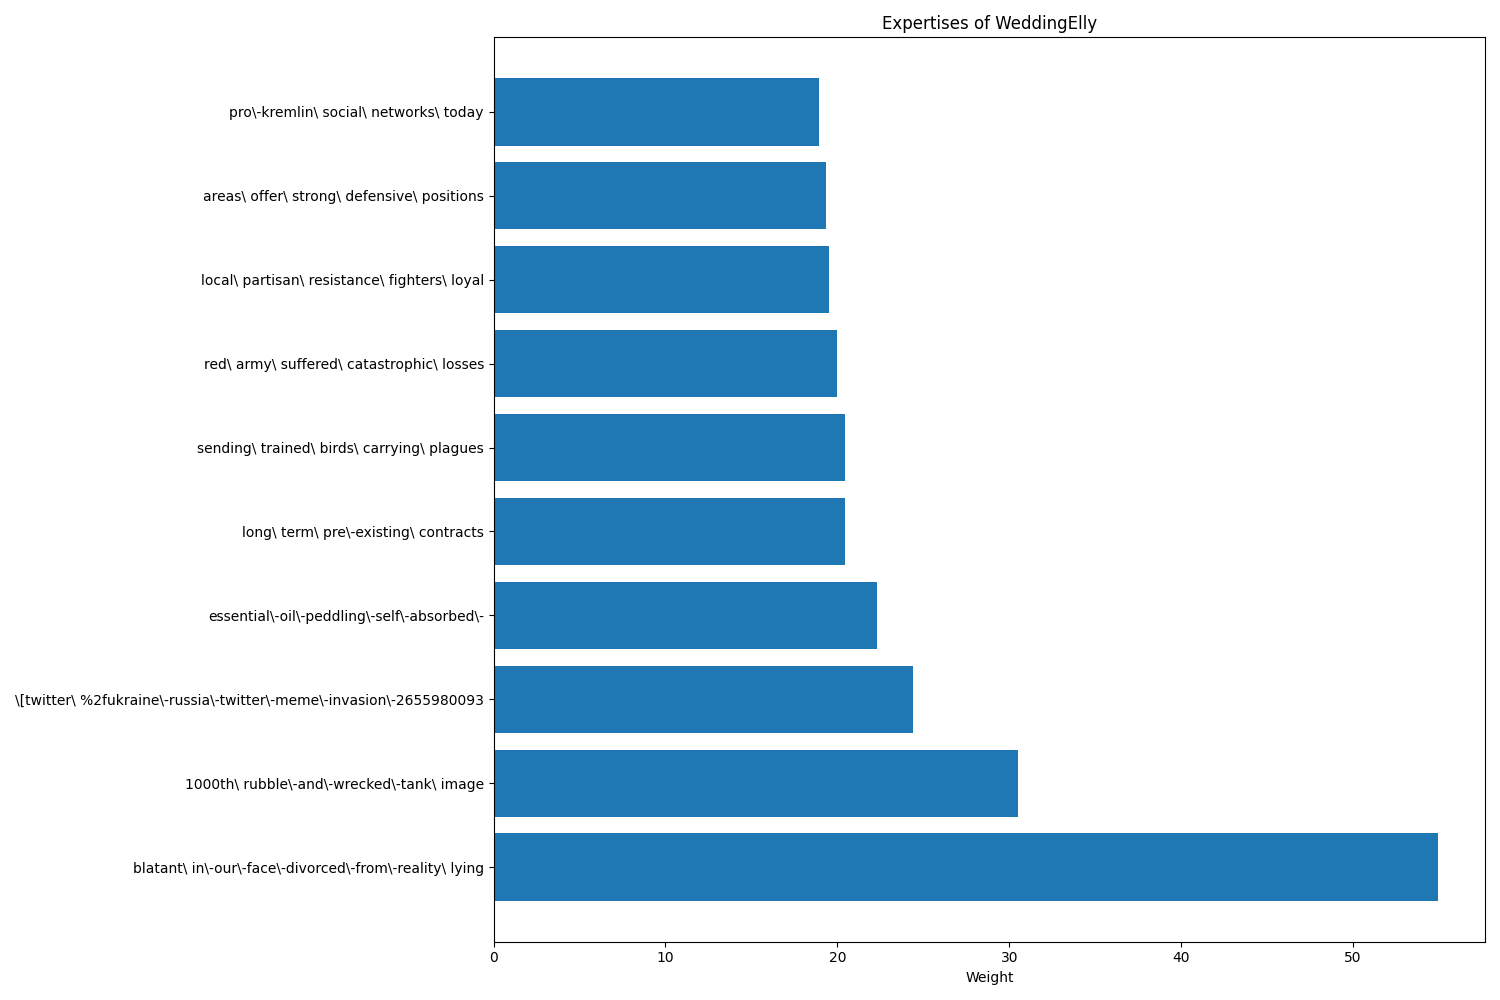 Expertises of WeddingElly
pro\-kremlin\ social\ networks\ today
areas\ offer\ strong\ defensive\ positions
local\ partisan\ resistance\ fighters\ loyal
red\ army\ suffered\ catastrophic\ losses
sending\ trained\ birds\ carrying\ plagues
long\ term\ pre\-existing\ contracts
essential\-oil\-peddling\-self\-absorbed\-
\[twitter\ %2fukraine\-russia\-twitter\-meme\-invasion\-2655980093
1000th\ rubble\-and\-wrecked\-tank\ image
blatant\ in\-our\-face\-divorced\-from\-reality\ lying
0 10 20 30 40 50
Weight